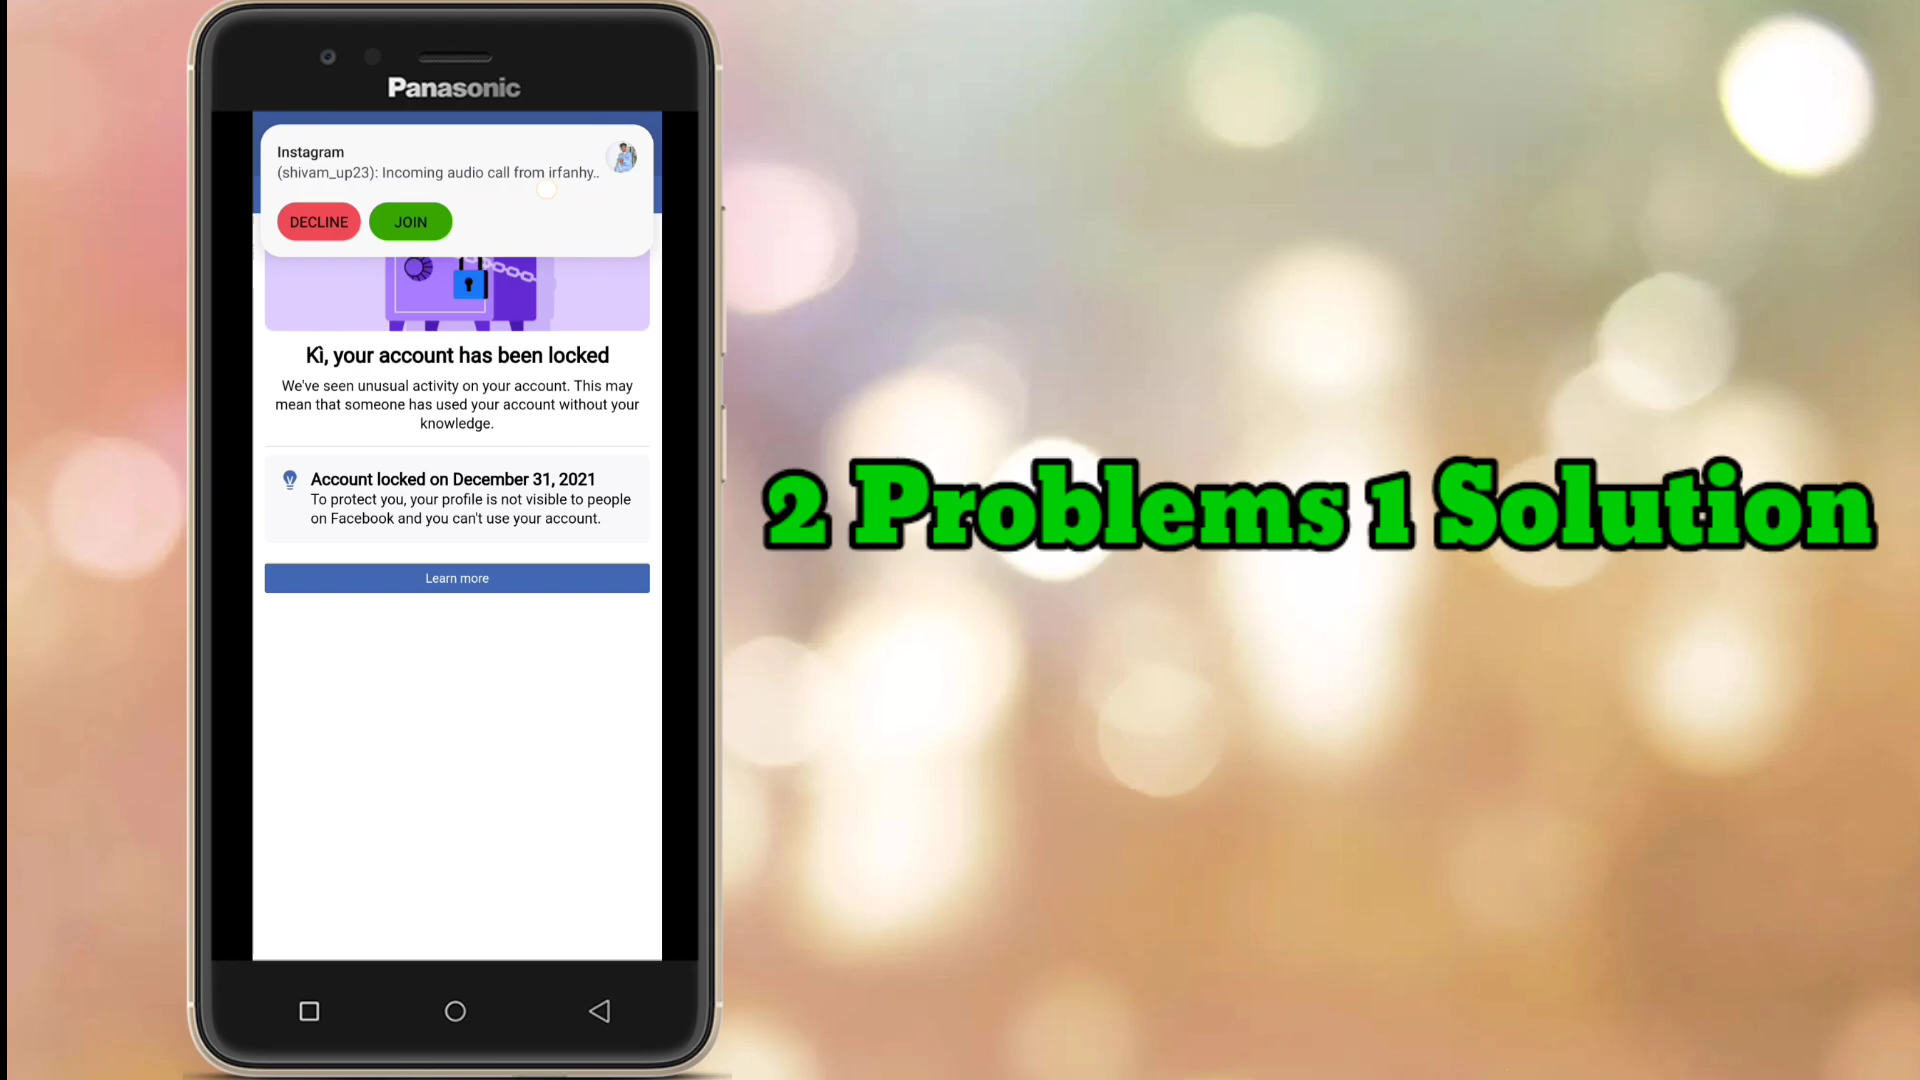 Panasonic
Instagram
(shivam_up23): Incoming audio call from irfanhy..
DECLINE
JOIN
Kì, your account has been locked
We've seen unusual activity on your account. This may
mean that someone has used your account without your
knowledge.
Account locked on December 31, 2021
To protect you, your profile is not visible to people
on Facebook and you can't use your account.
Learn more
2 Problems 1 Solution